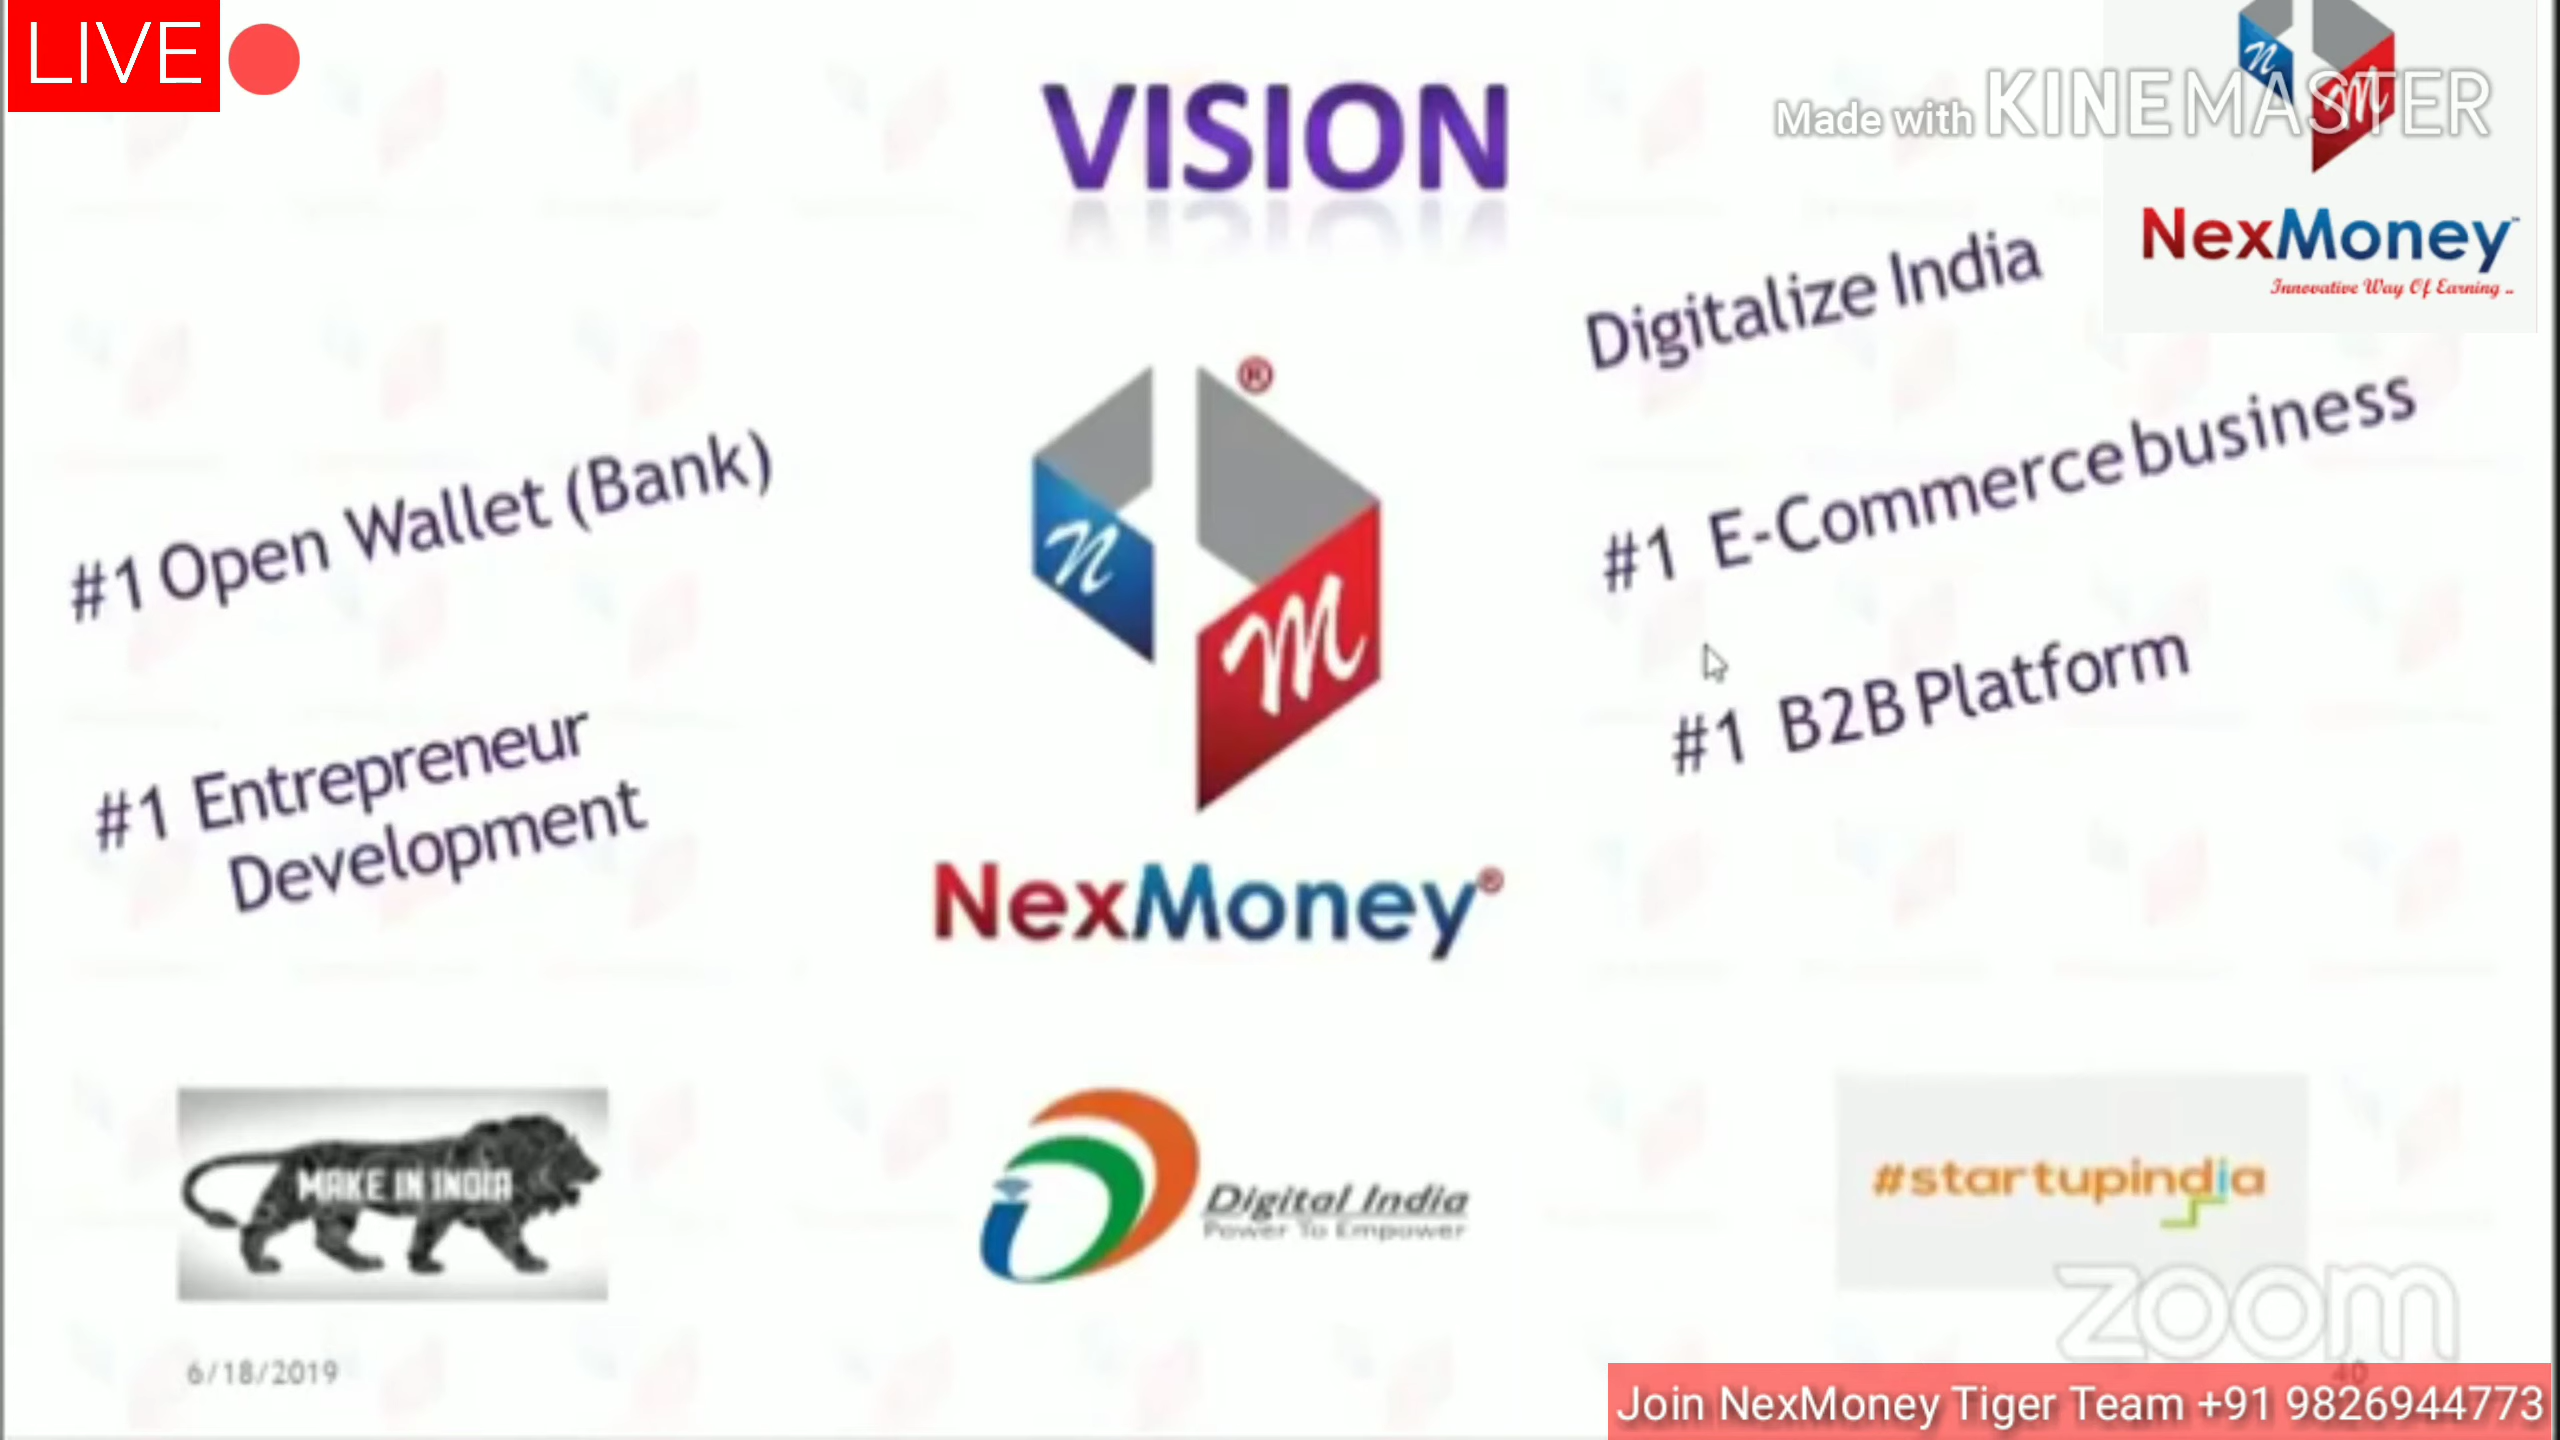 LIVE
VISION
Made with KINEMASTER
n m
NexMoney™
Innovative Way Of Earning ..
Digitalize India
#1 E-Commerce business
#1 B2B Platform
#1 Open Wallet (Bank)
#1 Entrepreneur
Development
®
n m
NexMoney®
MAKE IN INDIA
Digital India
Power To Empower
#startupindia
zoom
6/18/2019
40
Join NexMoney Tiger Team +91 9826944773